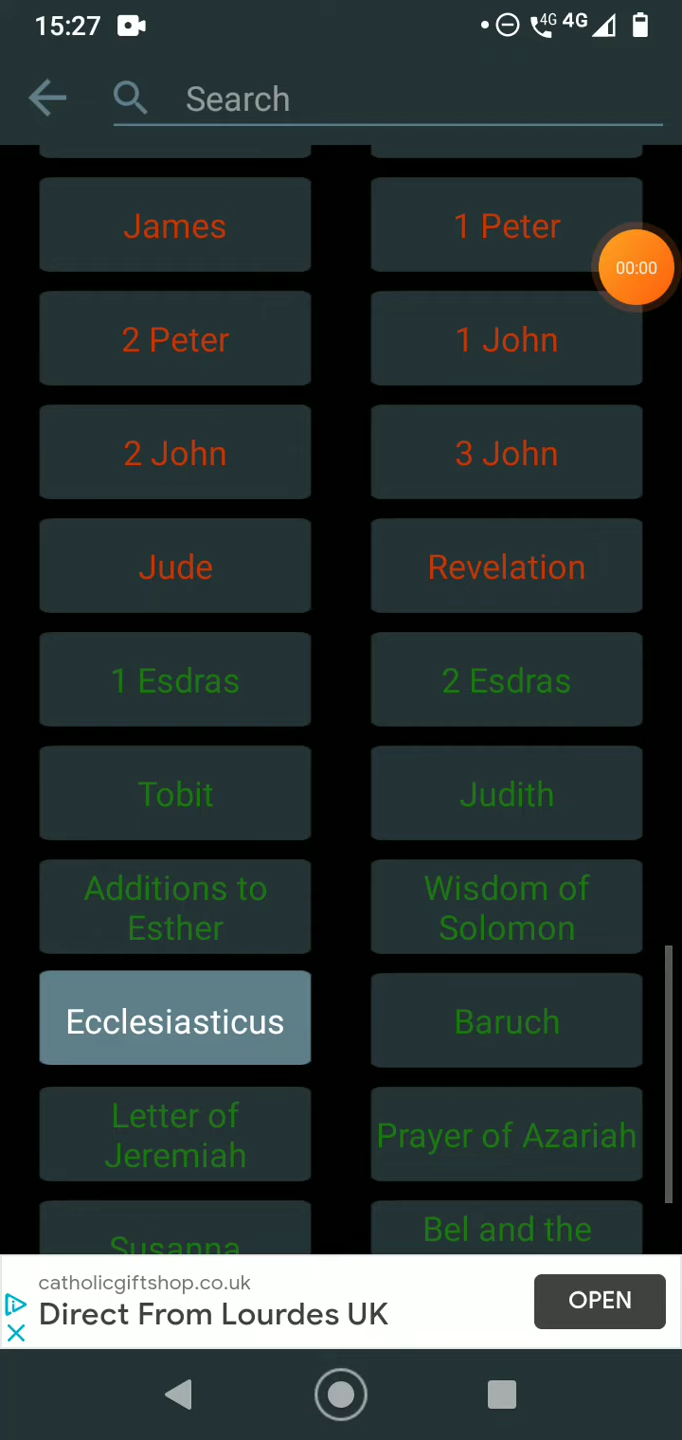 15:27
4G 4G
Search
James
1 Peter
00:00
2 Peter
1 John
2 John
3 John
Jude
Revelation
1 Esdras
2 Esdras
Tobit
Judith
Additions to
Esther
Wisdom of
Solomon
Ecclesiasticus
Baruch
Letter of
Jeremiah
Prayer of Azariah
Susanna
Bel and the
catholicgiftshop.co.uk
Direct From Lourdes UK
OPEN